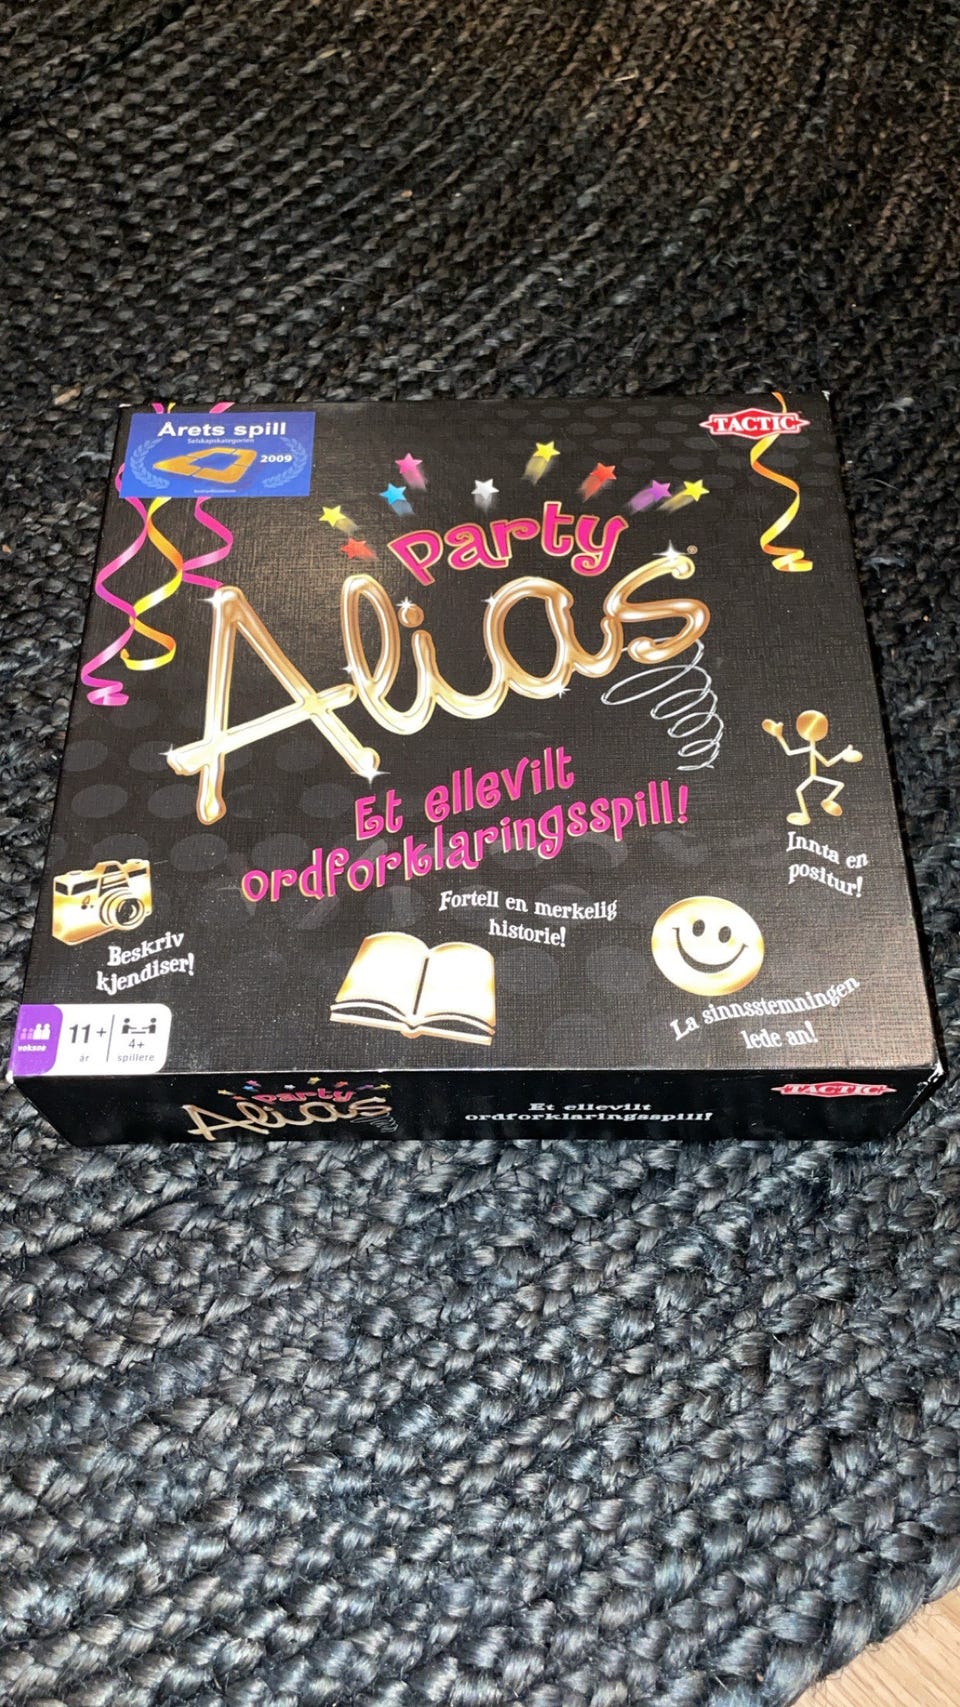 Årets spill
Selskapskategorien
2009
TACTIC
Party
Alias
®
Et ellevilt
ordforklaringsspill!
Innta en
positur!
Fortell en merkelig
historie!
Beskriv
kjendiser!
La sinnsstemningen
lede an!
voksne
11+
år
4+
spillere
Party
Alias
Et ellevilt
ordforklaringsspill!
TACTIC